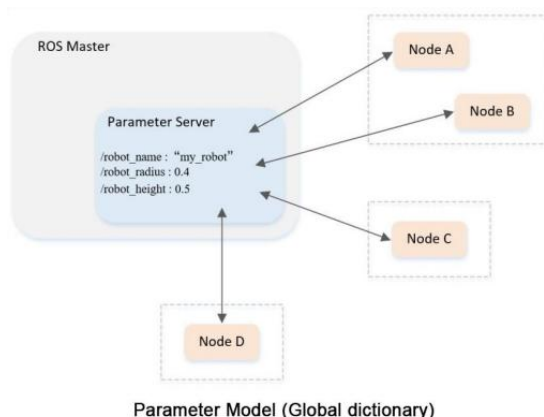 ROS Master
Node A
Node B
Parameter Server
/robot_name : “my_robot”
/robot_radius : 0.4
/robot_height : 0.5
Node C
Node D
Parameter Model (Global dictionary)